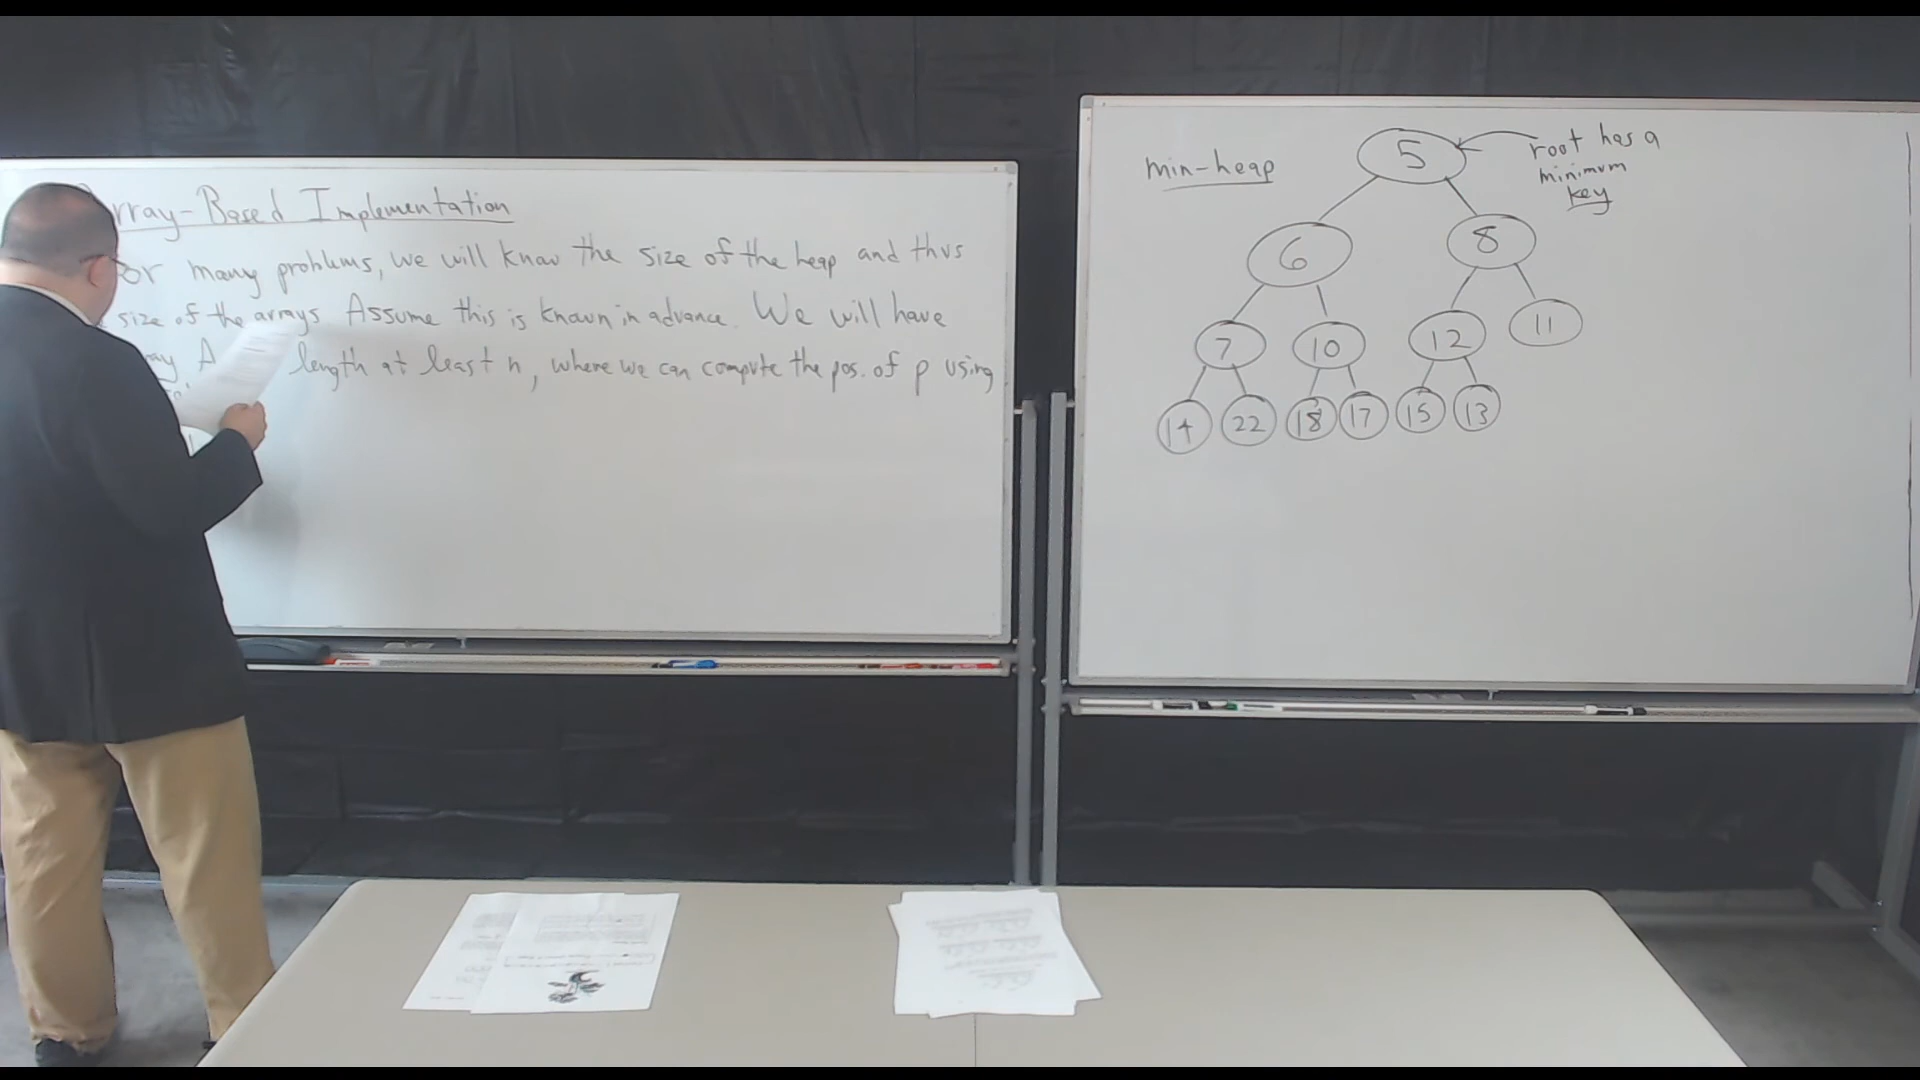 rray-Based Implementation
or many problems, we will know the size of the heap and thus
size of the arrays Assume this is known in advance. We will have
ay A length at least n, where we can compute the pos. of p using
min-heap
5
root has a
minimum
key
6
8
7
10
12
11
14
22
18
17
15
13